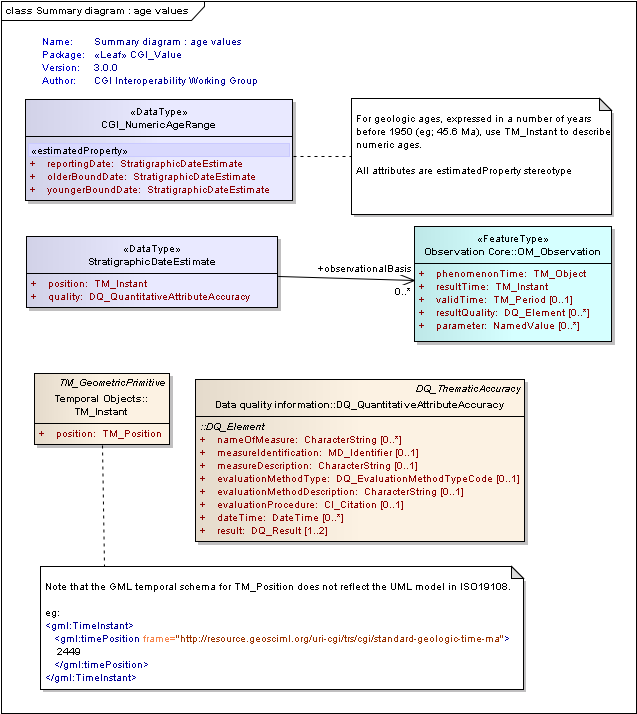 class Summary diagram : age values
Name: Summary diagram : age values
Package: «Leaf» CGI_Value
Version: 3.0.0
Author: CGI Interoperability Working Group
«DataType»
CGI_NumericAgeRange
«estimatedProperty»
+ reportingDate: StratigraphicDateEstimate
+ olderBoundDate: StratigraphicDateEstimate
+ youngerBoundDate: StratigraphicDateEstimate
For geologic ages, expressed in a number of years
before 1950 (eg; 45.6 Ma), use TM_Instant to describe
numeric ages.
All attributes are estimatedProperty stereotype
«DataType»
StratigraphicDateEstimate
+ position: TM_Instant
+ quality: DQ_QuantitativeAttributeAccuracy
+observationalBasis
0..*
«FeatureType»
Observation Core::OM_Observation
+ phenomenonTime: TM_Object
+ resultTime: TM_Instant
+ validTime: TM_Period [0..1]
+ resultQuality: DQ_Element [0..*]
+ parameter: NamedValue [0..*]
TM_GeometricPrimitive
Temporal Objects::
TM_Instant
+ position: TM_Position
DQ_ThematicAccuracy
Data quality information::DQ_QuantitativeAttributeAccuracy
::DQ_Element
+ nameOfMeasure: CharacterString [0..*]
+ measureIdentification: MD_Identifier [0..1]
+ measureDescription: CharacterString [0..1]
+ evaluationMethodType: DQ_EvaluationMethodTypeCode [0..1]
+ evaluationMethodDescription: CharacterString [0..1]
+ evaluationProcedure: CI_Citation [0..1]
+ dateTime: DateTime [0..*]
+ result: DQ_Result [1..2]
Note that the GML temporal schema for TM_Position does not reflect the UML model in ISO19108.
eg:
<gml:TimeInstant>
<gml:timePosition frame="http://resource.geosciml.org/uri-cgi/trs/cgi/standard-geologic-time-ma">
2449
</gml:timePosition>
</gml:TimeInstant>